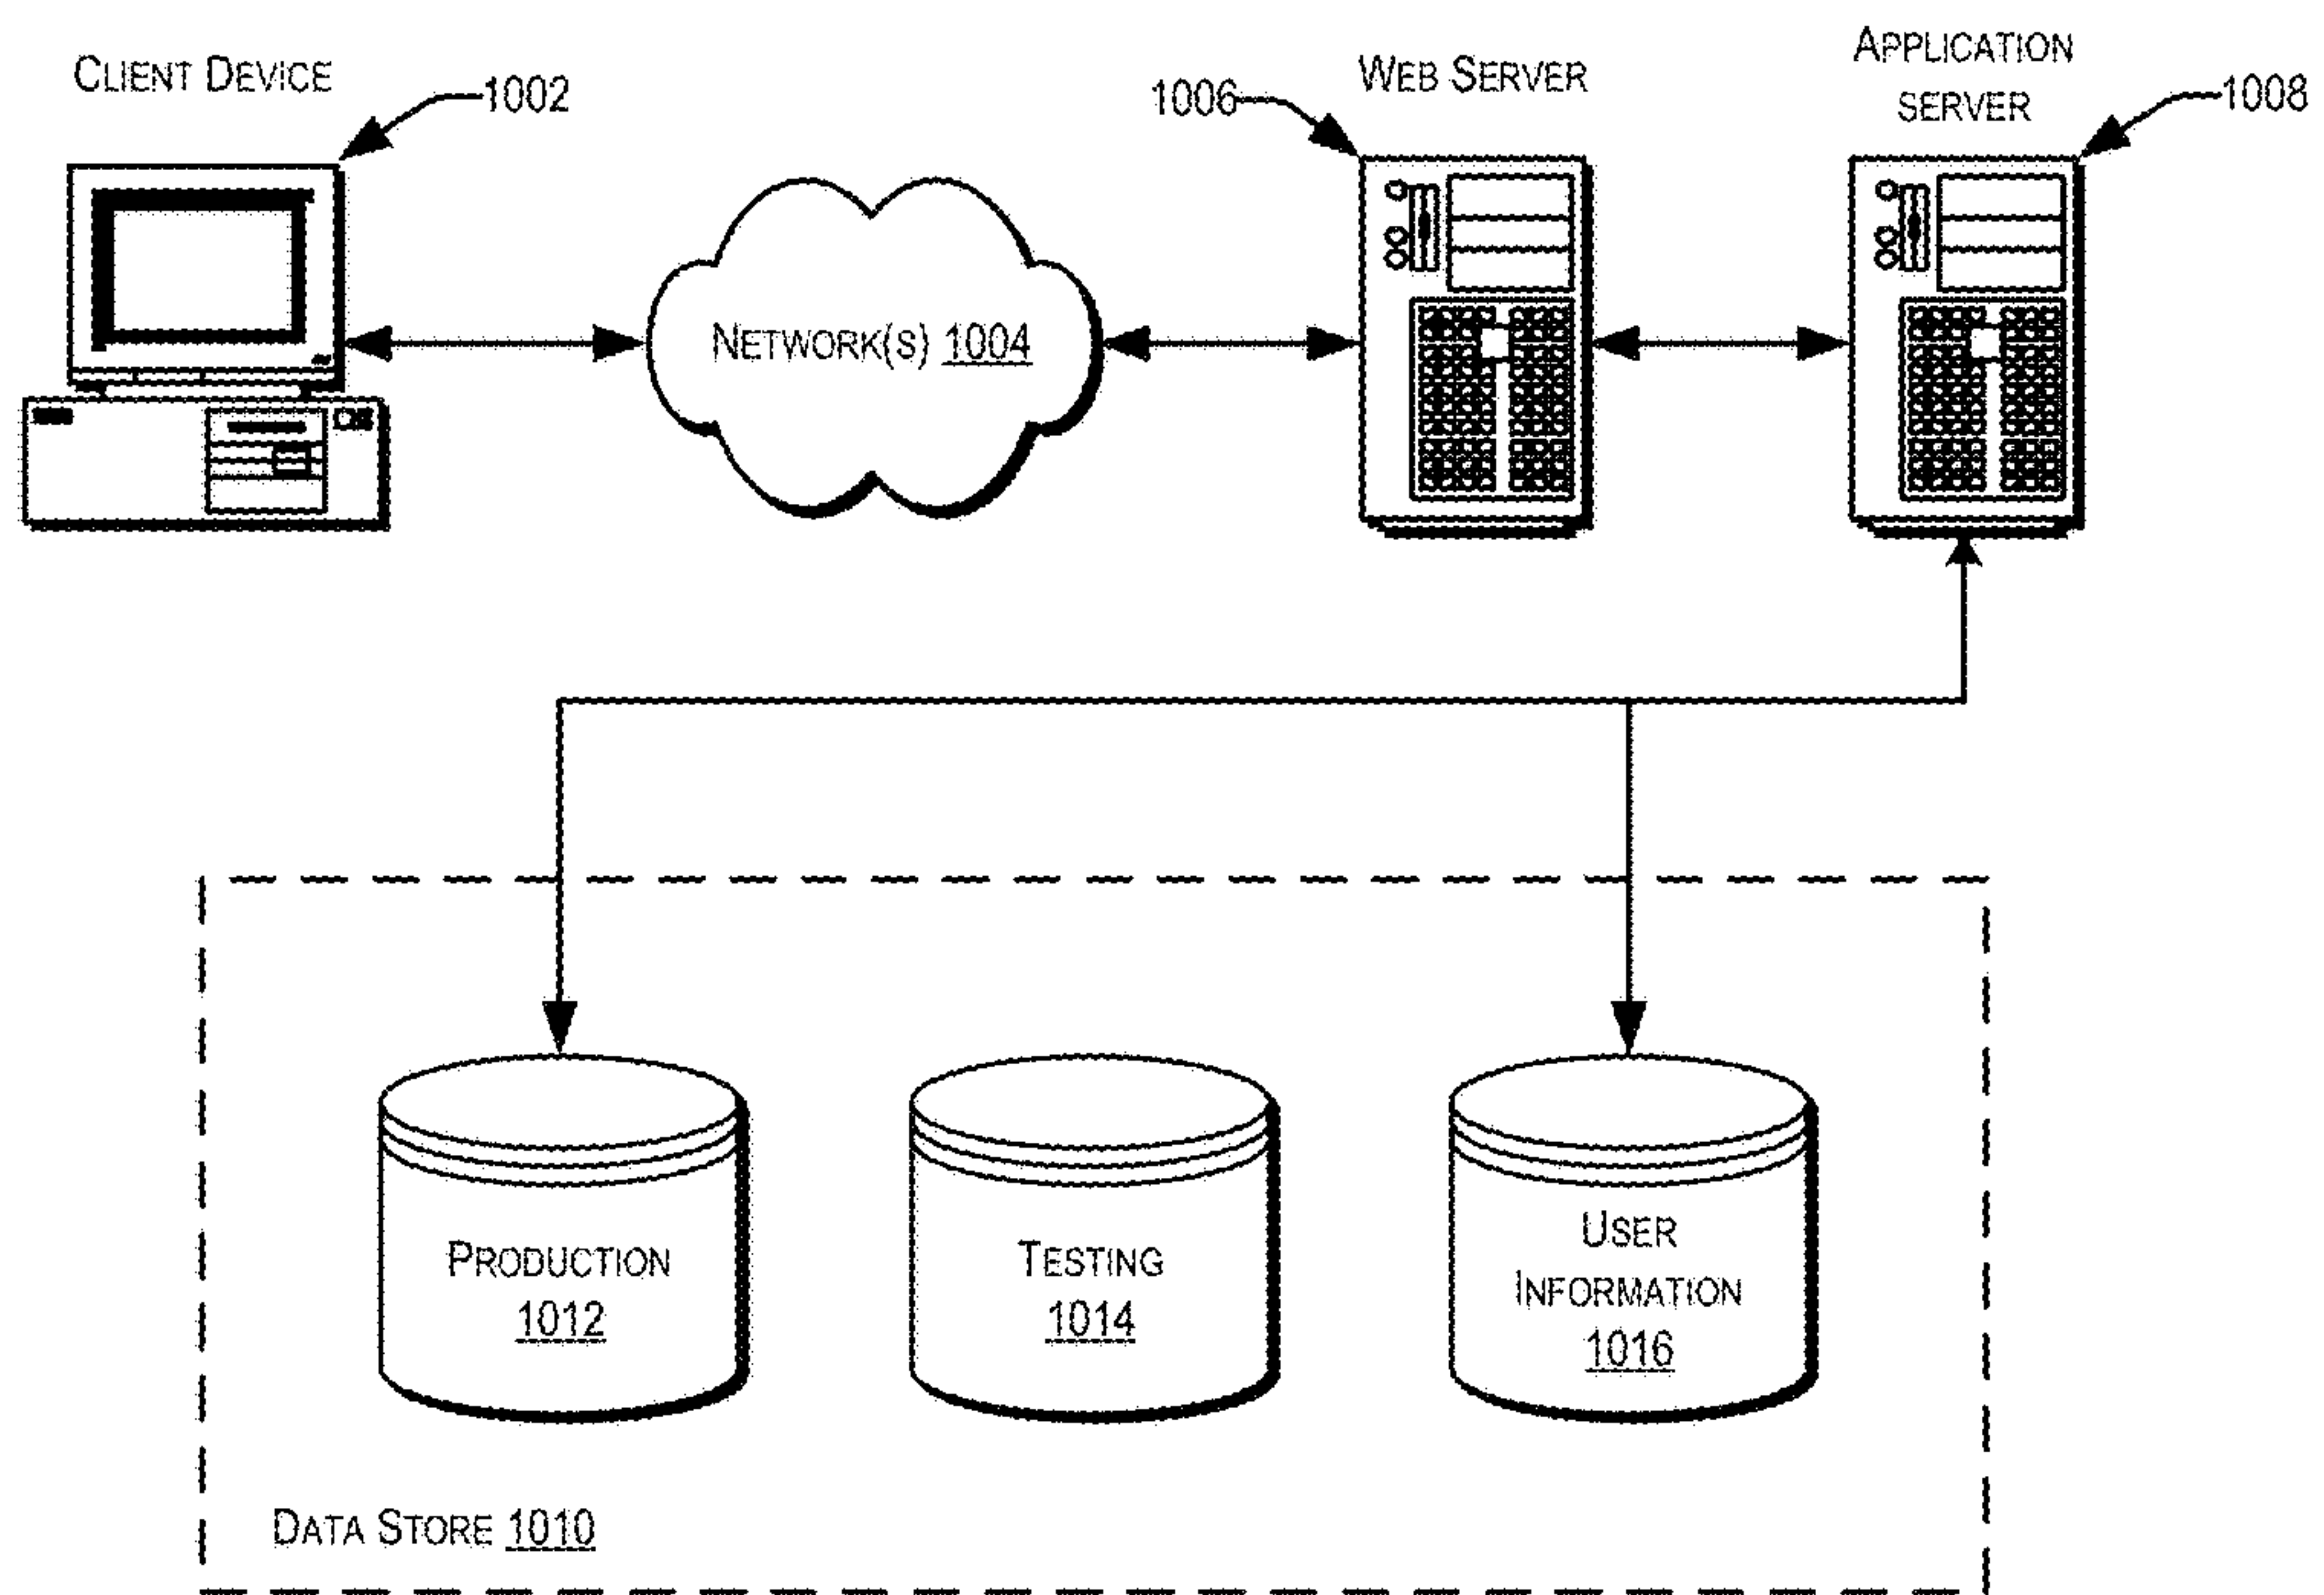 CLIENT DEVICE
1002
1006
WEB SERVER
APPLICATION
SERVER
1008
NETWORK(S) 1004
PRODUCTION
1012
TESTING
1014
USER
INFORMATION
1016
DATA STORE 1010